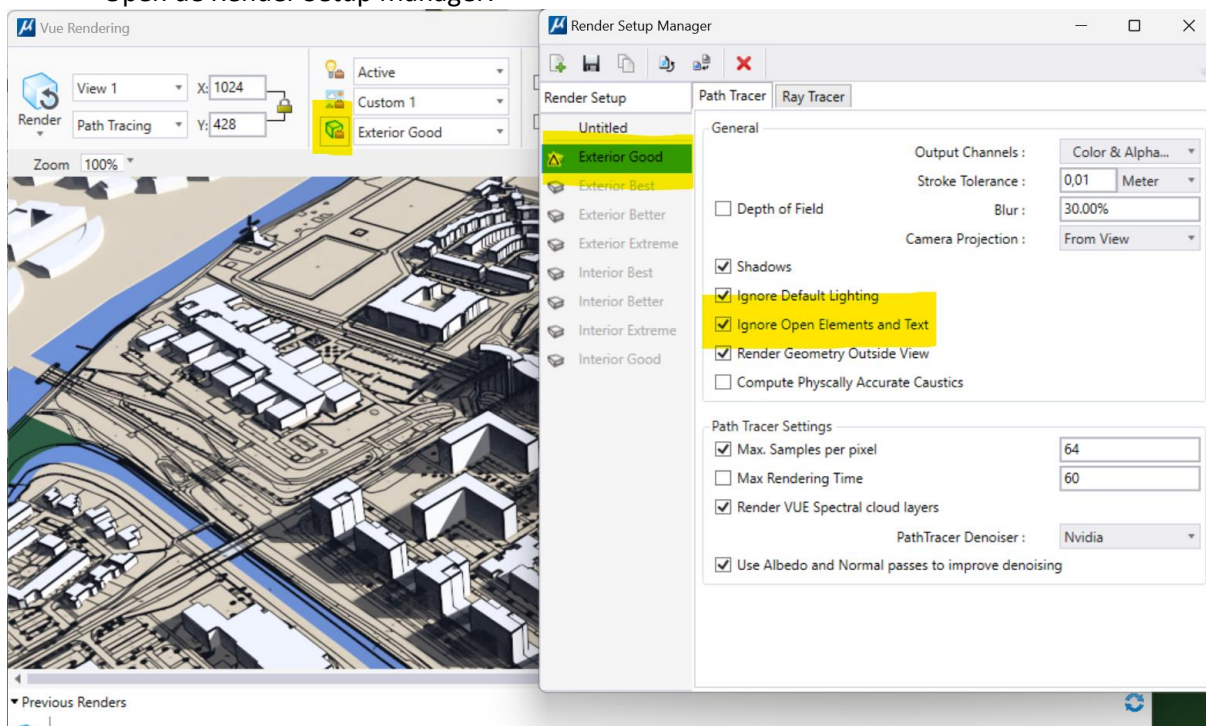 Open de Render Setup Manager:
Vue Rendering
Render
View 1
X: 1024
Path Tracing
Y: 428
Active
Custom 1
Exterior Good
Zoom 100%
Previous Renders
Render Setup Manager
Render Setup
Untitled
Exterior Good
Exterior Best
Exterior Better
Exterior Extreme
Interior Best
Interior Better
Interior Extreme
Interior Good
Path Tracer Ray Tracer
General
Output Channels : Color & Alpha...
Stroke Tolerance : 0,01 Meter
Depth of Field Blur : 30.00%
Camera Projection : From View
Shadows
Ignore Default Lighting
Ignore Open Elements and Text
Render Geometry Outside View
Compute Physcally Accurate Caustics
Path Tracer Settings
Max. Samples per pixel 64
Max Rendering Time 60
Render VUE Spectral cloud layers
PathTracer Denoiser : Nvidia
Use Albedo and Normal passes to improve denoising